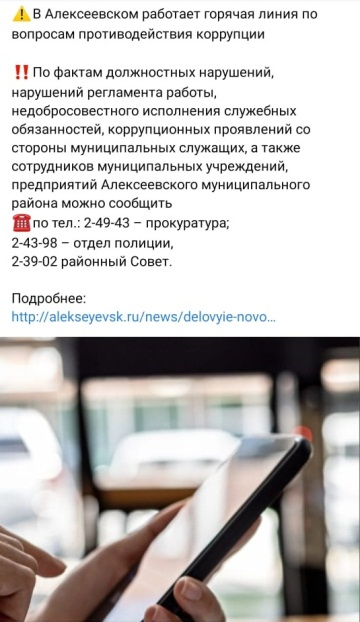 ⚠️В Алексеевском работает горячая линия по
вопросам противодействия коррупции
‼️По фактам должностных нарушений,
нарушений регламента работы,
недобросовестного исполнения служебных
обязанностей, коррупционных проявлений со
стороны муниципальных служащих, а также
сотрудников муниципальных учреждений,
предприятий Алексеевского муниципального
района можно сообщить
☎️по тел.: 2-49-43 – прокуратура;
2-43-98 – отдел полиции,
2-39-02 районный Совет.
Подробнее:
http://alekseyevsk.ru/news/delovyie-novo...